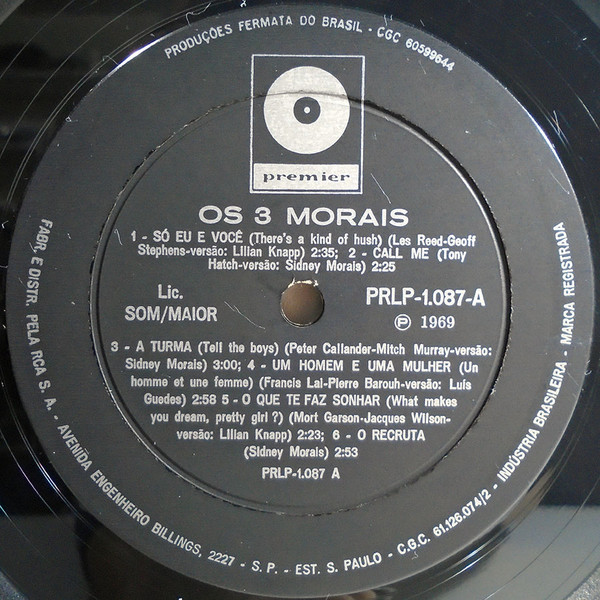 PRODUÇÕES FERMATA DO BRASIL - CGC 60599644
premier
OS 3 MORAIS
1 - SÓ EU E VOCÊ (There's a kind of hush) (Les Reed-Geoff
Stephens-versão: Lilian Knapp) 2:35; 2 - CALL ME (Tony
Hatch-versão: Sidney Morais) 2:25
Lic.
SOM/MAIOR
PRLP-1.087-A
Ⓟ 1969
3 - A TURMA (Tell the boys) (Peter Callander-Mitch Murray-versão:
Sidney Morais) 3:00; 4 - UM HOMEM E UMA MULHER (Un
homme et une femme) (Francis Lai-Pierre Barouh-versão: Luís
Guedes) 2:58 5 - O QUE TE FAZ SONHAR (What makes
you dream, pretty girl?) (Mort Garson-Jacques Wilson-
versão: Lilian Knapp) 2:23; 6 - O RECRUTA
(Sidney Morais) 2:53
PRLP-1.087 A
FABR. E DISTR. PELA RCA S. A. - AVENIDA ENGENHEIRO BILLINGS, 2227 - S. P. - EST. S. PAULO - C.G.C. 61.126.074/2 - INDÚSTRIA BRASILEIRA - MARCA REGISTRADA